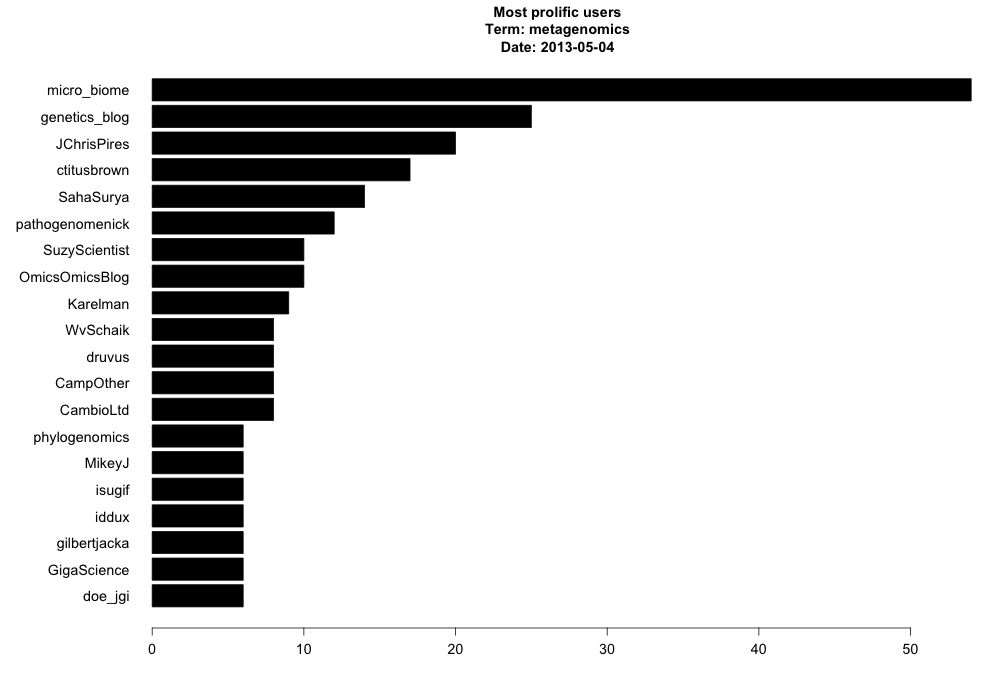 Most prolific users
Term: metagenomics
Date: 2013-05-04
micro_biome
genetics_blog
JChrisPires
ctitusbrown
SahaSurya
pathogenomenick
SuzyScientist
OmicsOmicsBlog
Karelman
WvSchaik
druvus
CampOther
CambioLtd
phylogenomics
MikeyJ
isugif
iddux
gilbertjacka
GigaScience
doe_jgi
0 10 20 30 40 50